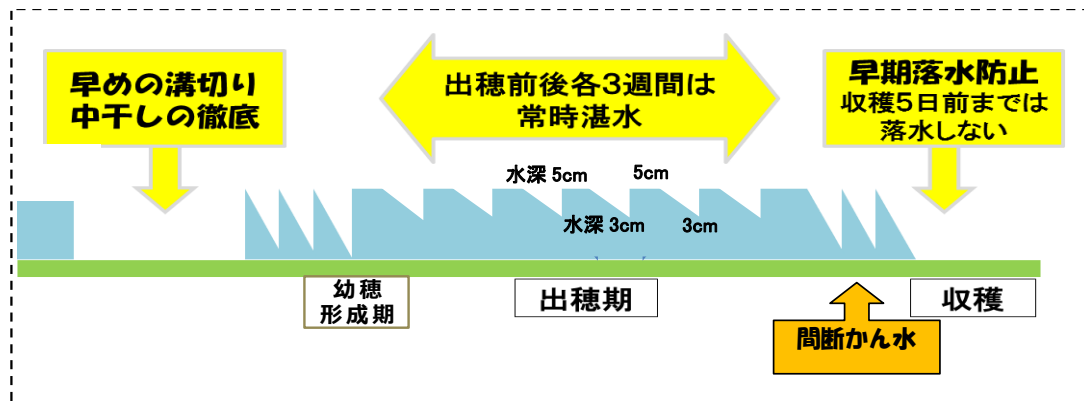 早めの溝切り
中干しの徹底
出穂前後各3週間は
常時湛水
早期落水防止
収穫5日前までは
落水しない
水深 5cm
5cm
水深 3cm
3cm
幼穂
形成期
出穂期
収穫
間断かん水